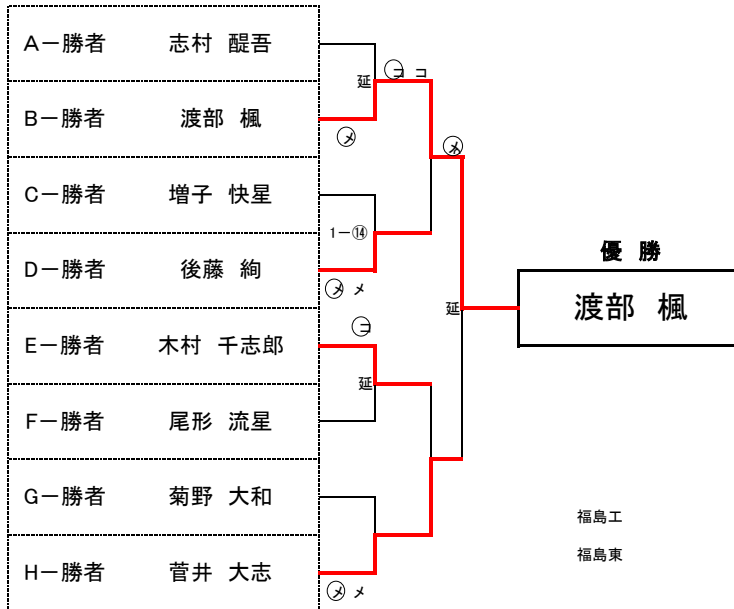 A－勝者 志村 醍吾
延 ㋙ コ
B－勝者 渡部 楓
㋱
㋱
C－勝者 増子 快星
1－⑭
優 勝
D－勝者 後藤 絢
㋱ メ
渡部 楓
延
㋙
E－勝者 木村 千志郎
延
F－勝者 尾形 流星
G－勝者 菊野 大和
福島工
福島東
H－勝者 菅井 大志
㋱ メ